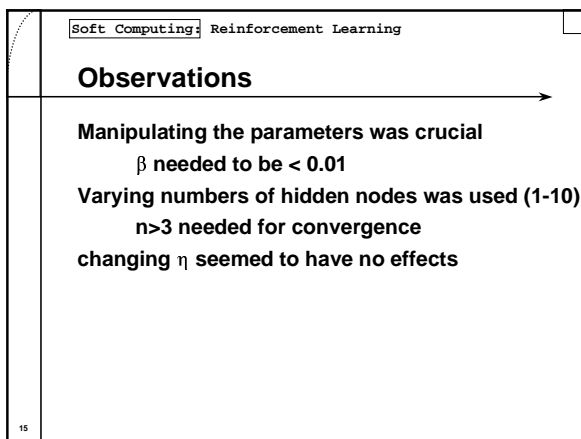 Soft Computing: Reinforcement Learning
Observations
Manipulating the parameters was crucial
β needed to be < 0.01
Varying numbers of hidden nodes was used (1-10)
n>3 needed for convergence
changing η seemed to have no effects
15